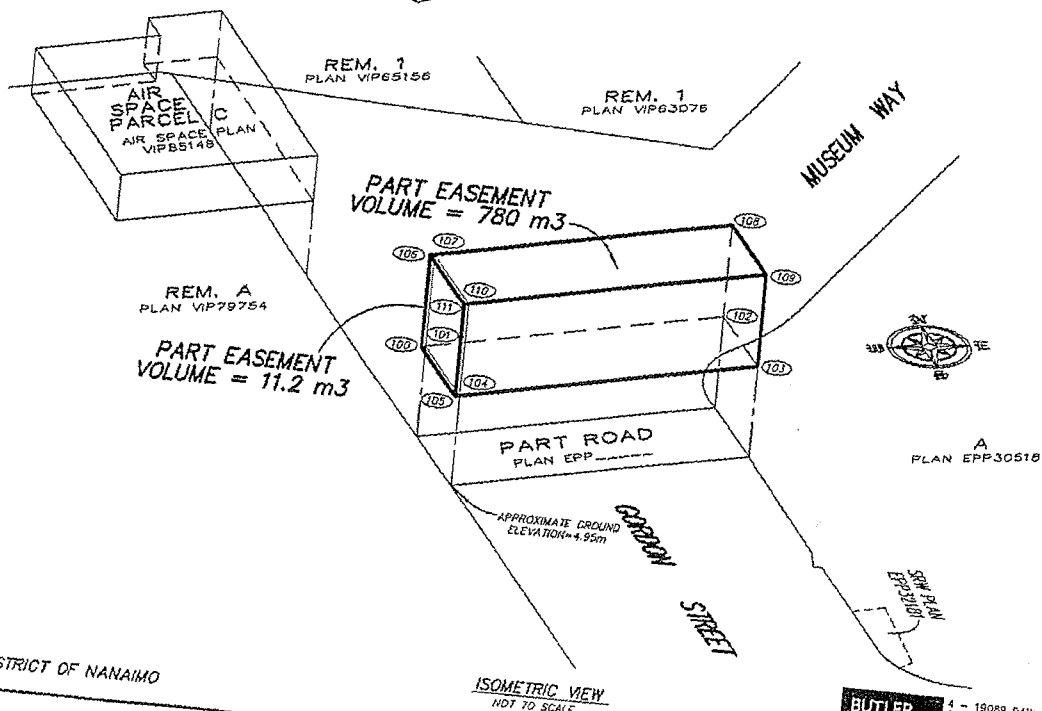 REM. 1
PLAN VIP65156
REM. 1
PLAN VIP63076
MUSEUM WAY
AIR
SPACE
PARCEL C
AIR SPACE PLAN
VIP85148
PART EASEMENT
VOLUME = 780 m3
108
107
106
109
110
111
102
101
100
103
104
105
REM. A
PLAN VIP79754
PART EASEMENT
VOLUME = 11.2 m3
N
W
E
PART ROAD
PLAN EPP_____
A
PLAN EPP30518
APPROXIMATE GROUND
ELEVATION=4.95m
GORDON
STREET
SRW PLAN
STRICT OF NANAIMO
ISOMETRIC VIEW
NOT TO SCALE
BUTLER